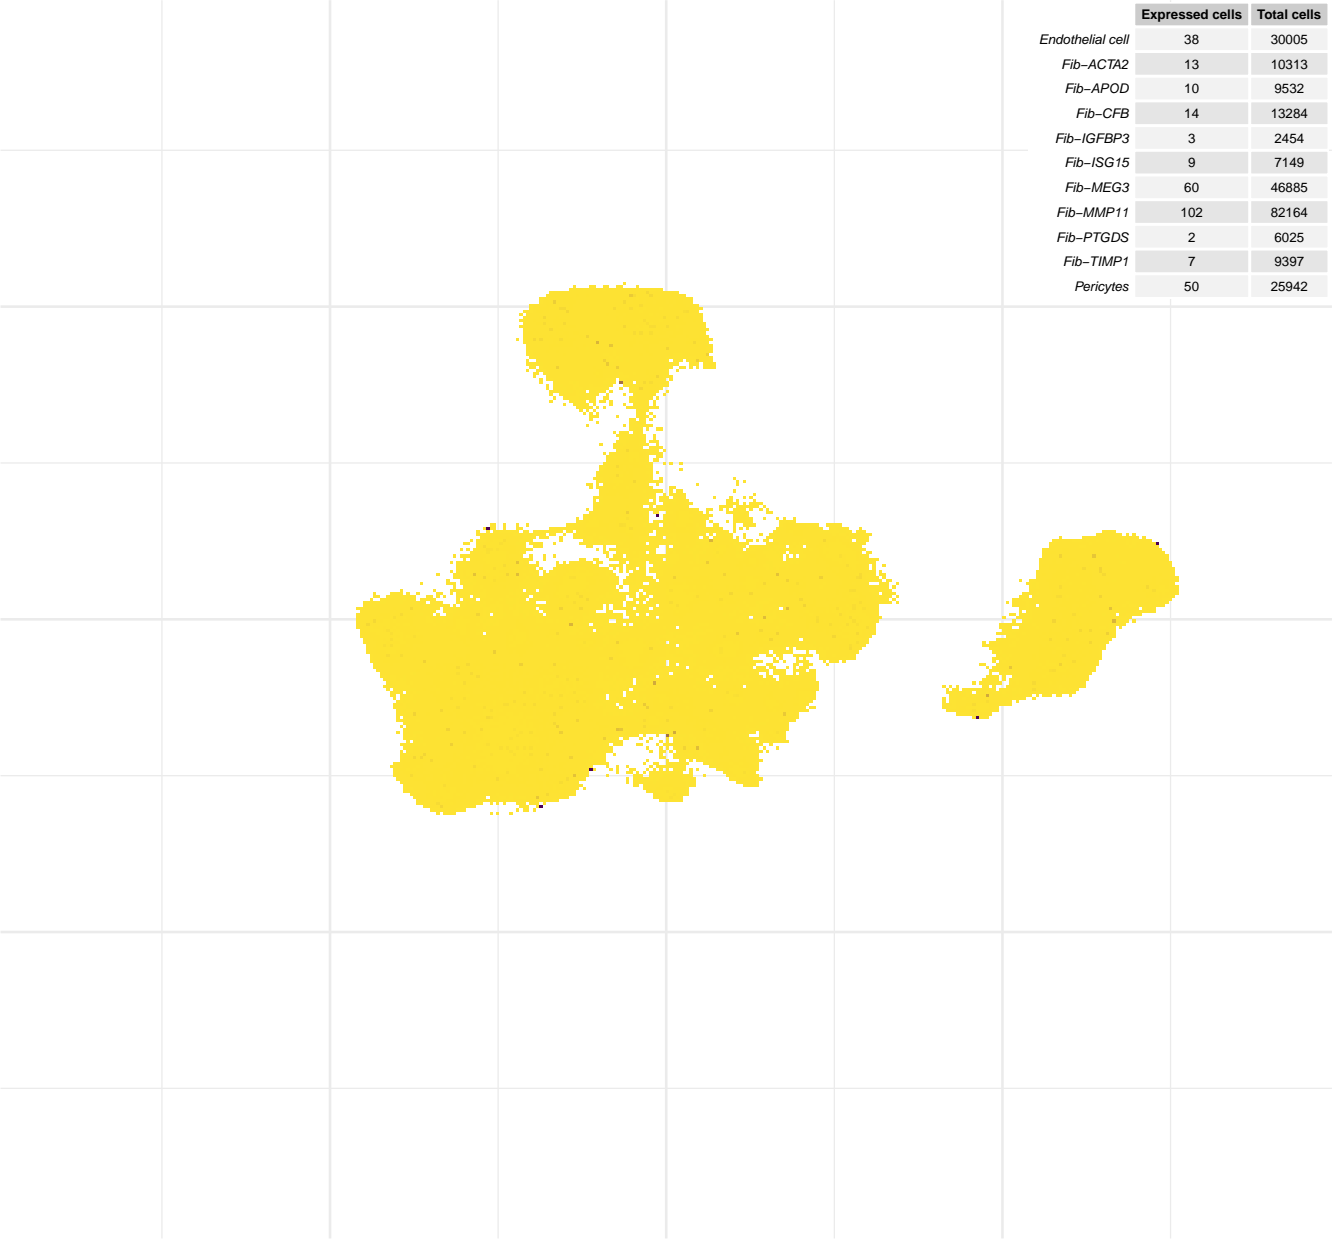 Expressed cells Total cells
Endothelial cell 38 30005
Fib−ACTA2 13 10313
Fib−APOD 10 9532
Fib−CFB 14 13284
Fib−IGFBP3 3 2454
Fib−ISG15 9 7149
Fib−MEG3 60 46885
Fib−MMP11 102 82164
Fib−PTGDS 2 6025
Fib−TIMP1 7 9397
Pericytes 50 25942